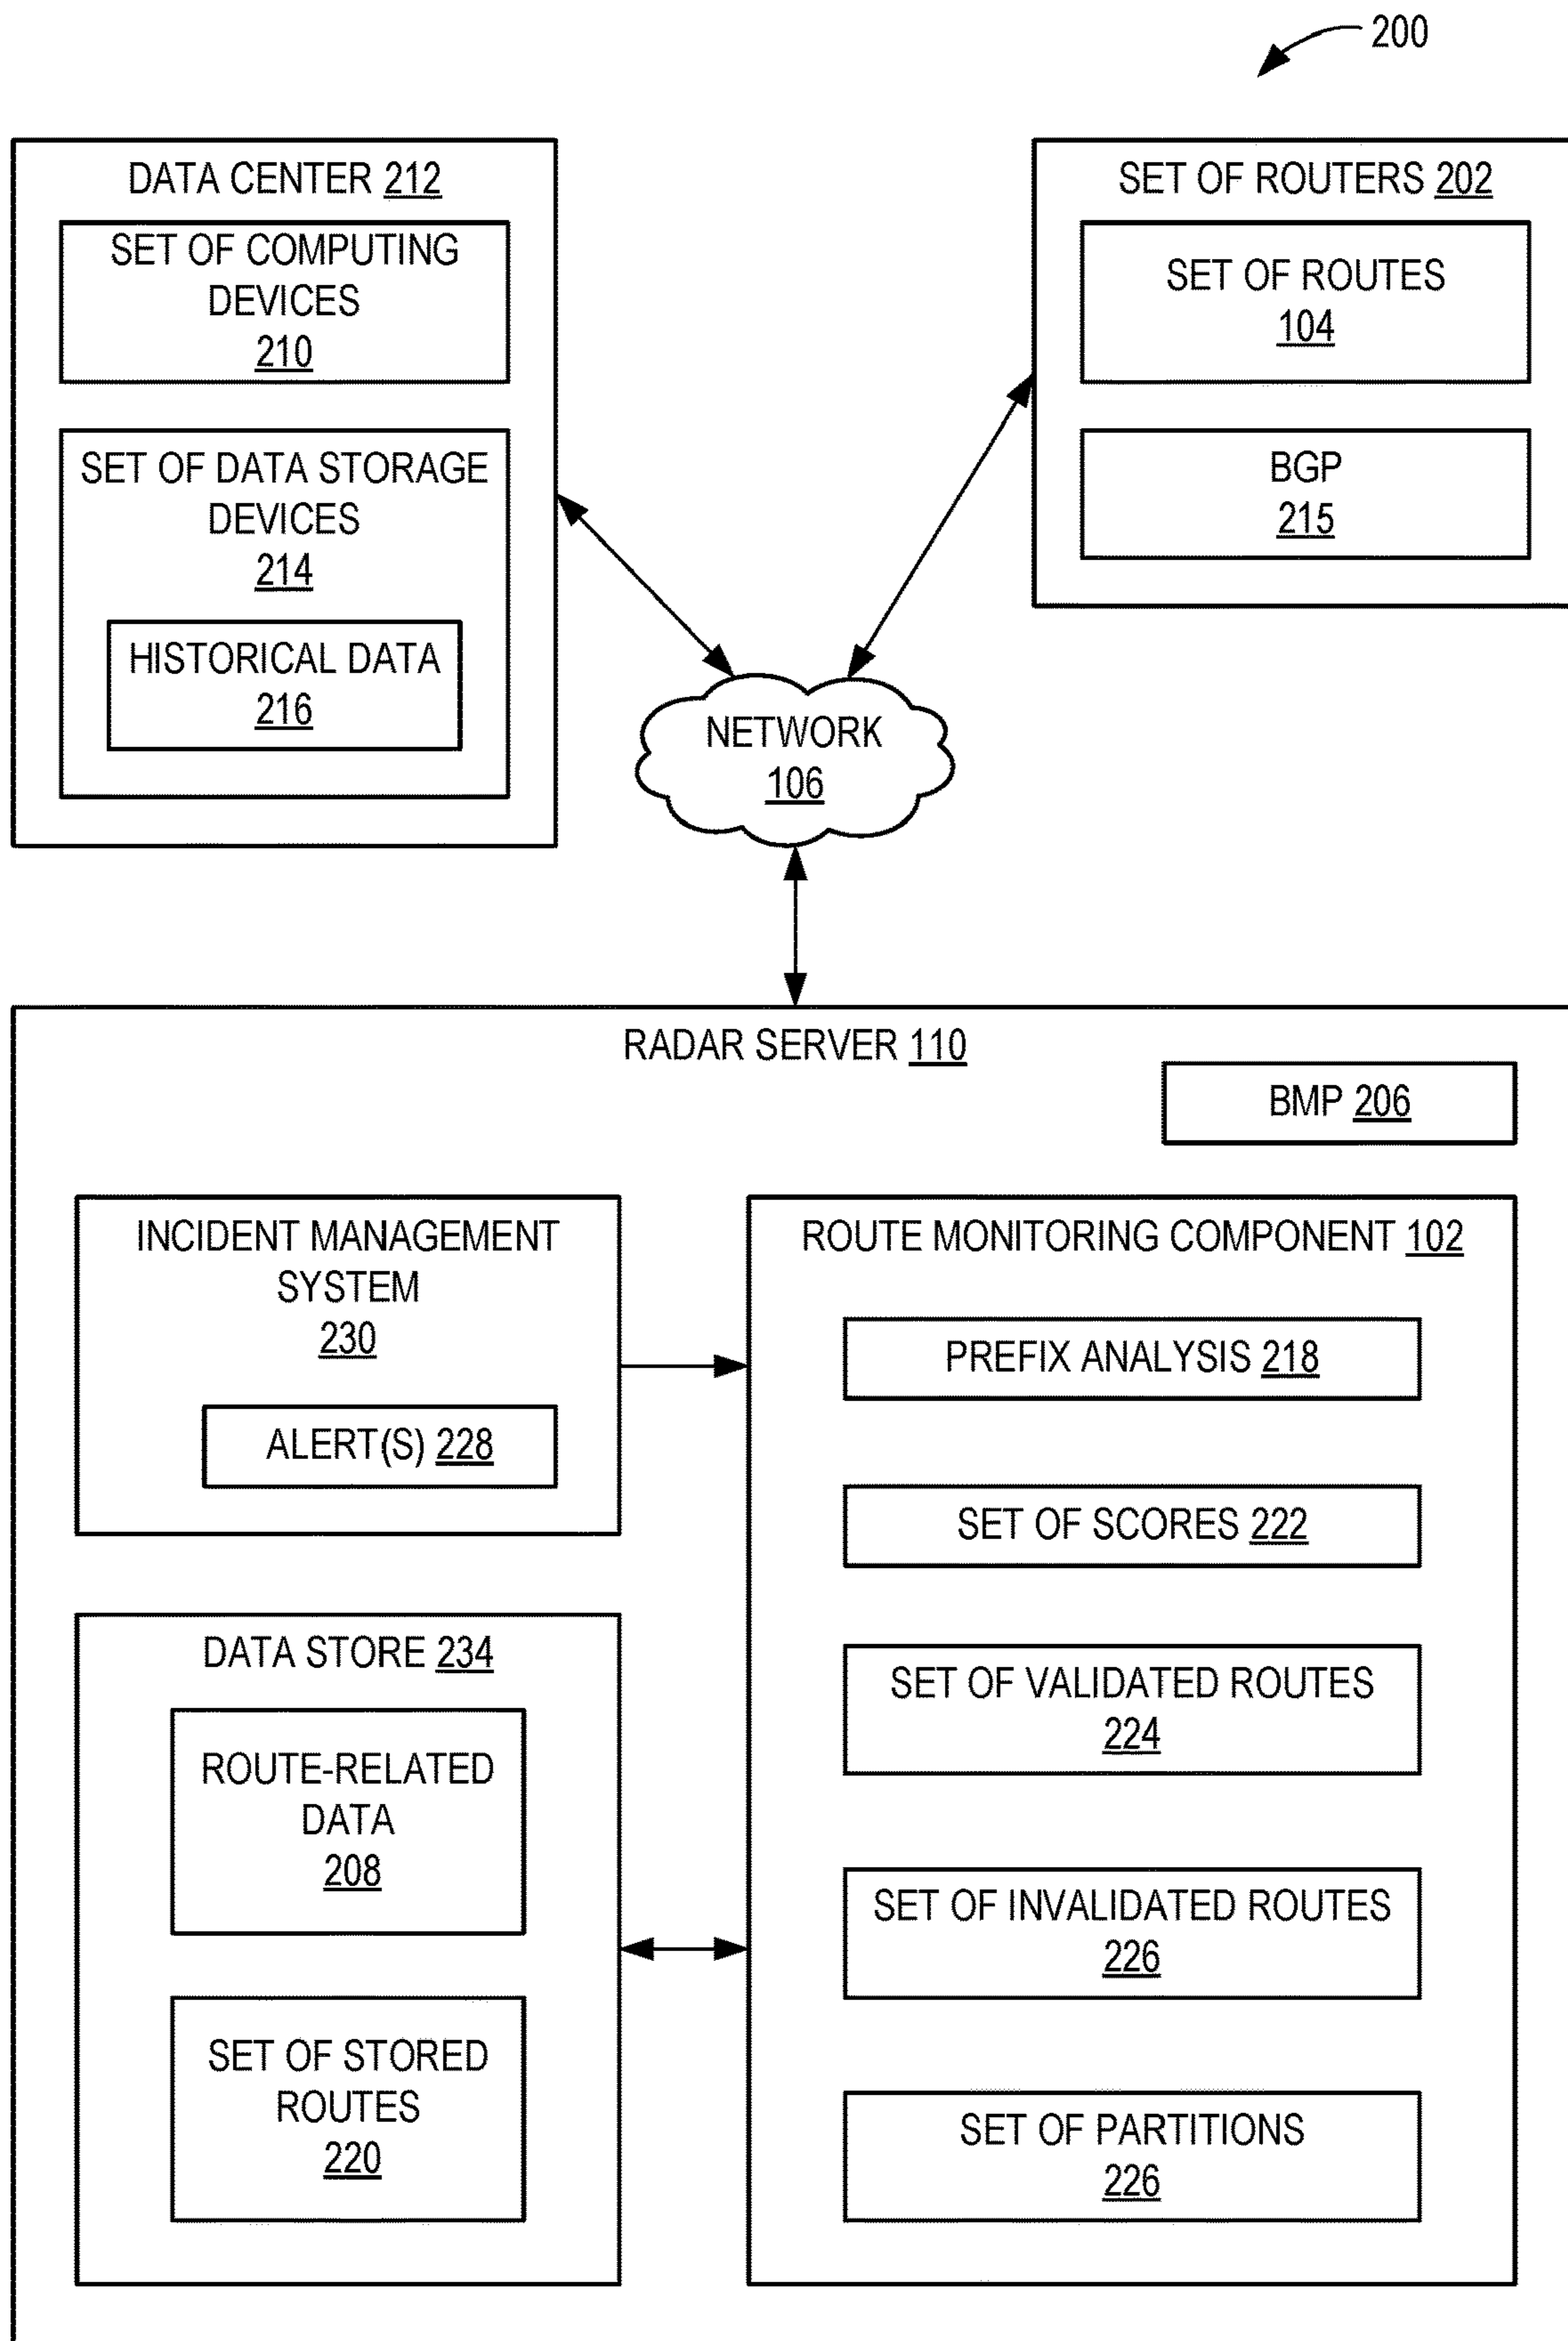 200
DATA CENTER 212
SET OF COMPUTING
DEVICES
210
SET OF DATA STORAGE
DEVICES
214
HISTORICAL DATA
216
SET OF ROUTERS 202
SET OF ROUTES
104
BGP
215
NETWORK
106
RADAR SERVER 110
BMP 206
INCIDENT MANAGEMENT
SYSTEM
230
ALERT(S) 228
DATA STORE 234
ROUTE-RELATED
DATA
208
SET OF STORED
ROUTES
220
ROUTE MONITORING COMPONENT 102
PREFIX ANALYSIS 218
SET OF SCORES 222
SET OF VALIDATED ROUTES
224
SET OF INVALIDATED ROUTES
226
SET OF PARTITIONS
226